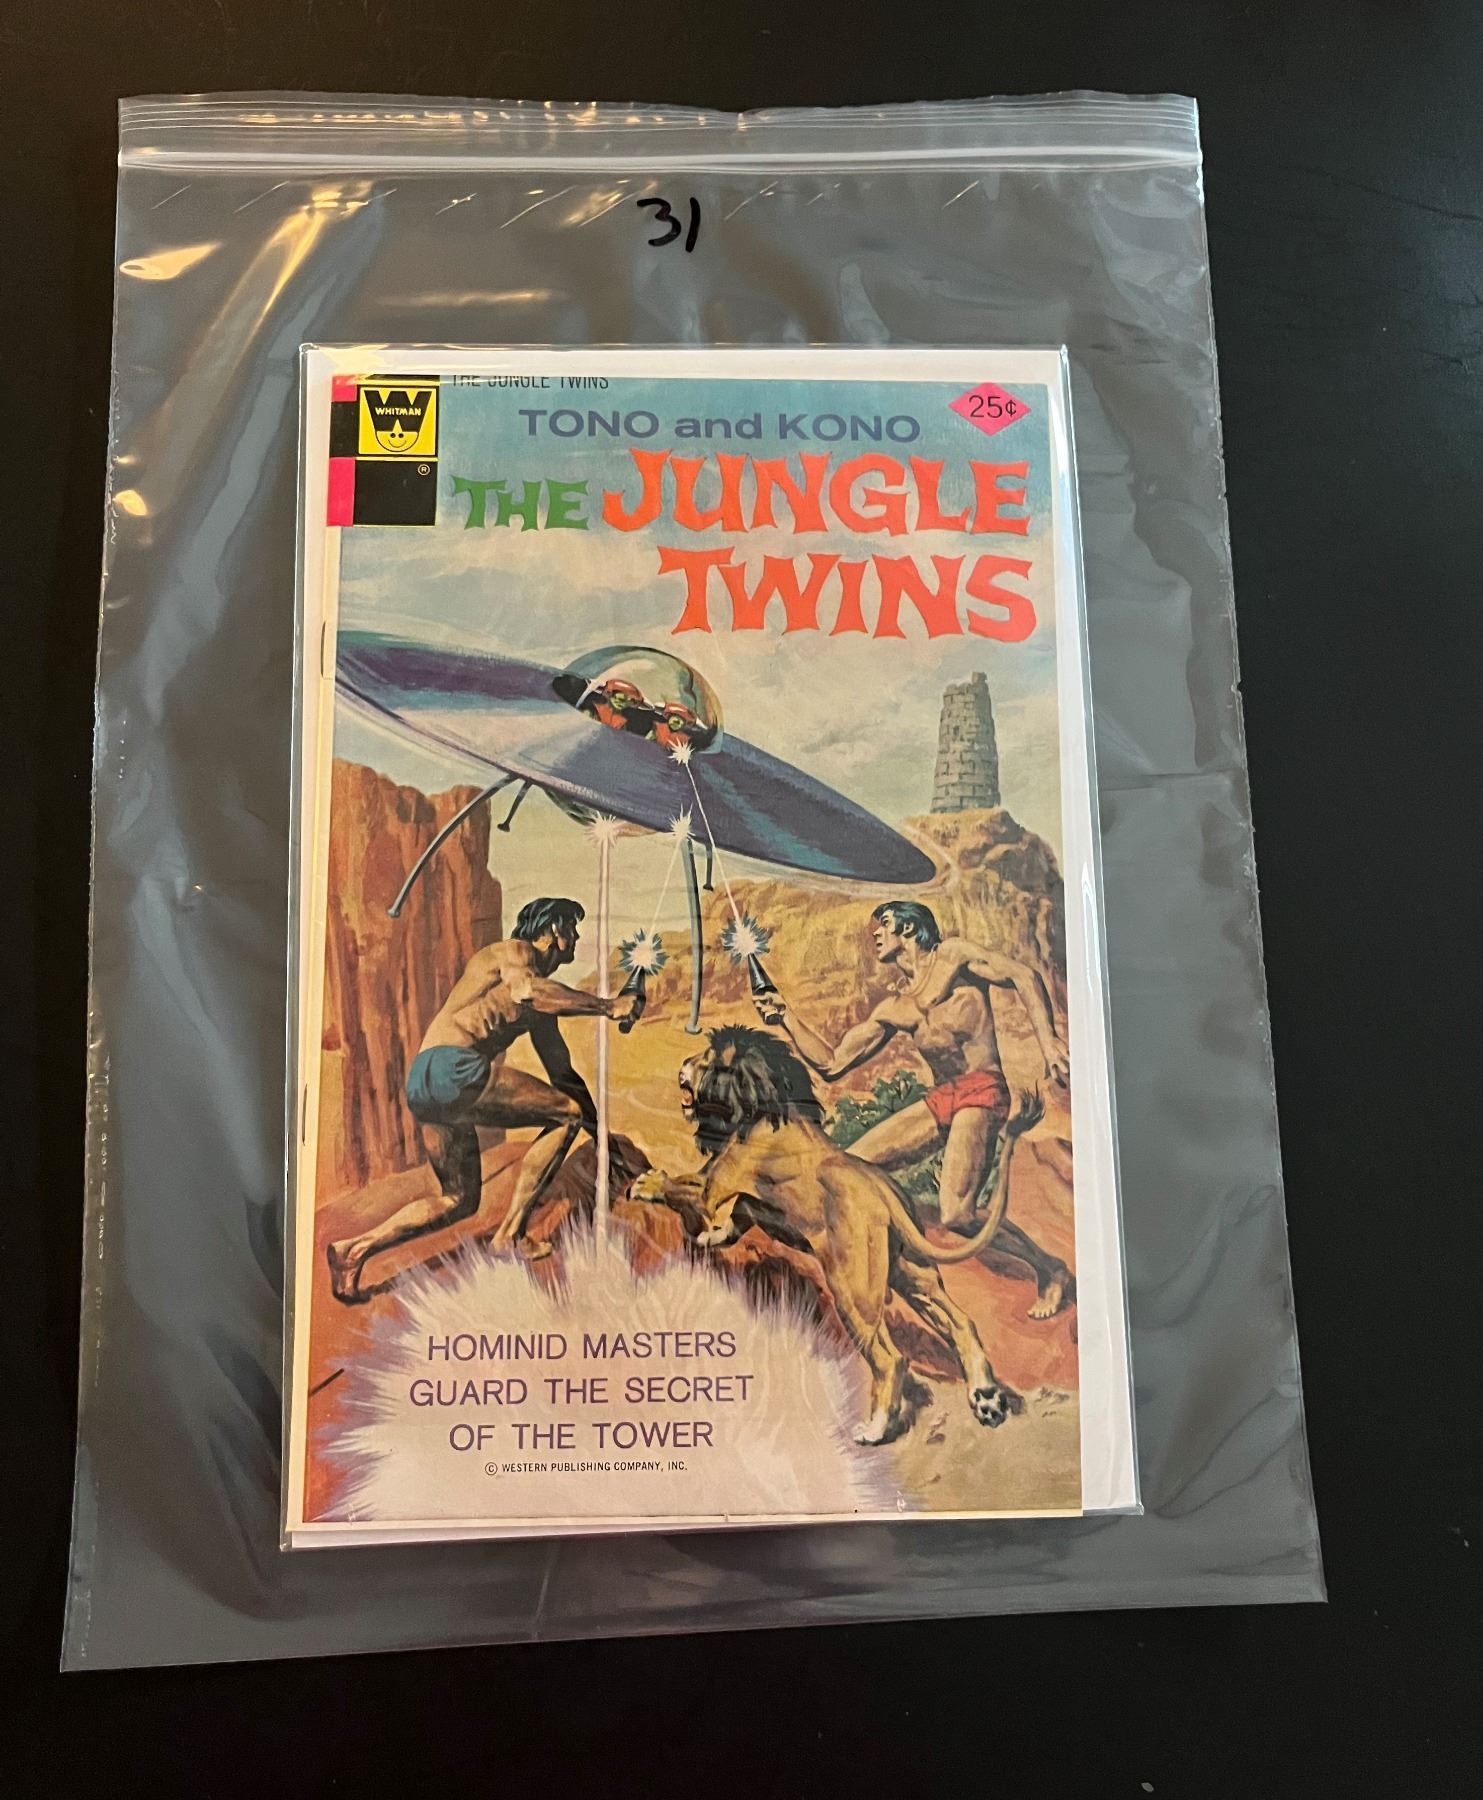 31
THE JUNGLE TWINS
WHITMAN
®
TONO and KONO
25¢
THE JUNGLE
TWINS
HOMINID MASTERS
GUARD THE SECRET
OF THE TOWER
© WESTERN PUBLISHING COMPANY, INC.